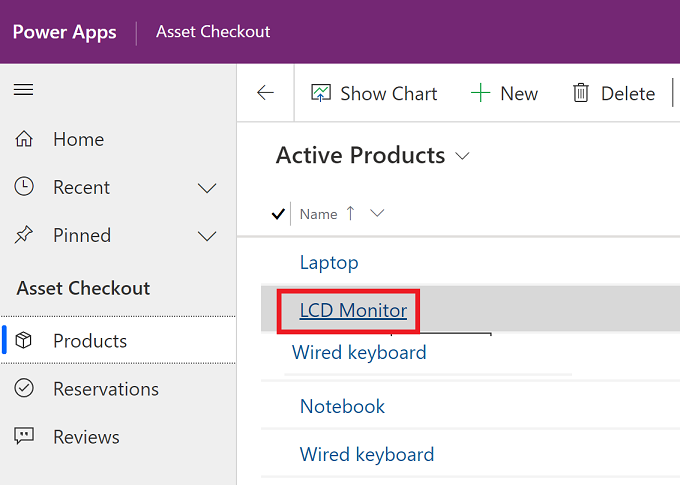 Power Apps
Asset Checkout
Show Chart
New
Delete
Home
Recent
Pinned
Asset Checkout
Products
Reservations
Reviews
Active Products
Name
Laptop
LCD Monitor
Wired keyboard
Notebook
Wired keyboard